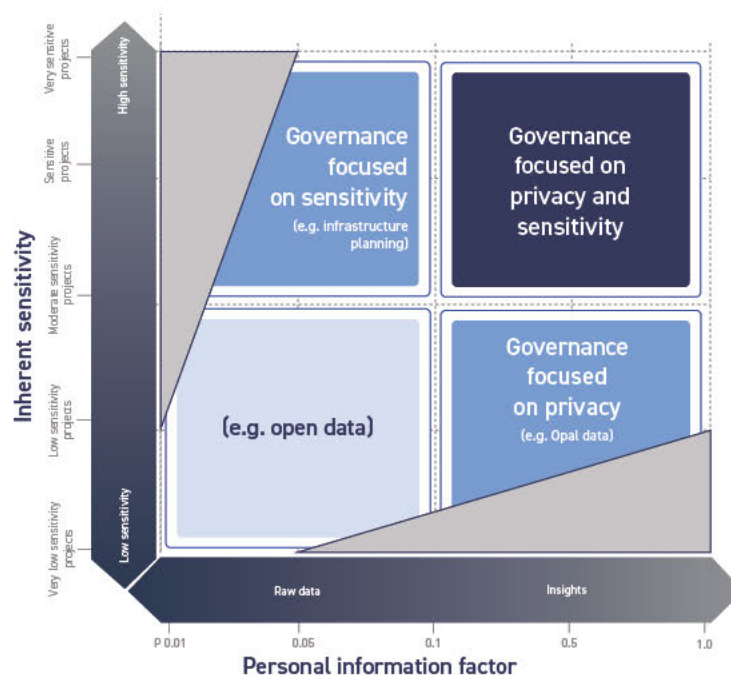 Very sensitive
projects
Sensitive
projects
Moderate sensitivity
projects
Low sensitivity
projects
Very low sensitivity
projects
Inherent sensitivity
High sensitivity
Low sensitivity
Governance
focused
on sensitivity
(e.g. infrastructure
planning)
Governance
focused on
privacy and
sensitivity
(e.g. open data)
Governance
focused
on privacy
(e.g. Opal data)
Raw data
Insights
P 0.01
0.05
0.1
0.5
1.0
Personal information factor